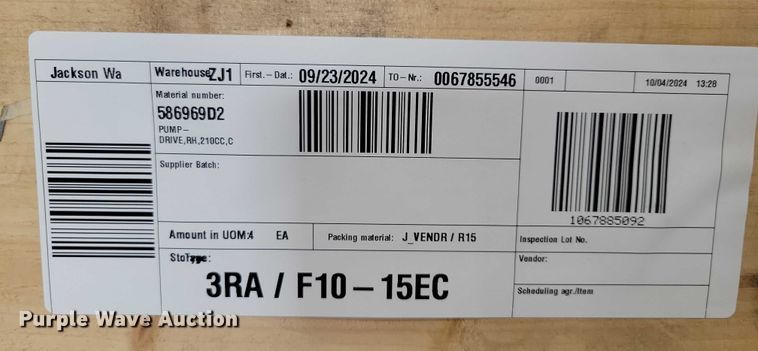 Jackson Wa Warehouse ZJ1 First.-Dat.: 09/23/2024 TO-Nr.: 0067855546 0001 10/04/2024 13:28
Material number:
586969D2
PUMP-
DRIVE,RH,210CC,C
Supplier Batch:
1067885092
Amount in UOM:4 EA Packing material: J_VENDR / R15 Inspection Lot No.
StoType: Vendor:
3RA / F10-15EC Scheduling agr./Item
Purple Wave Auction